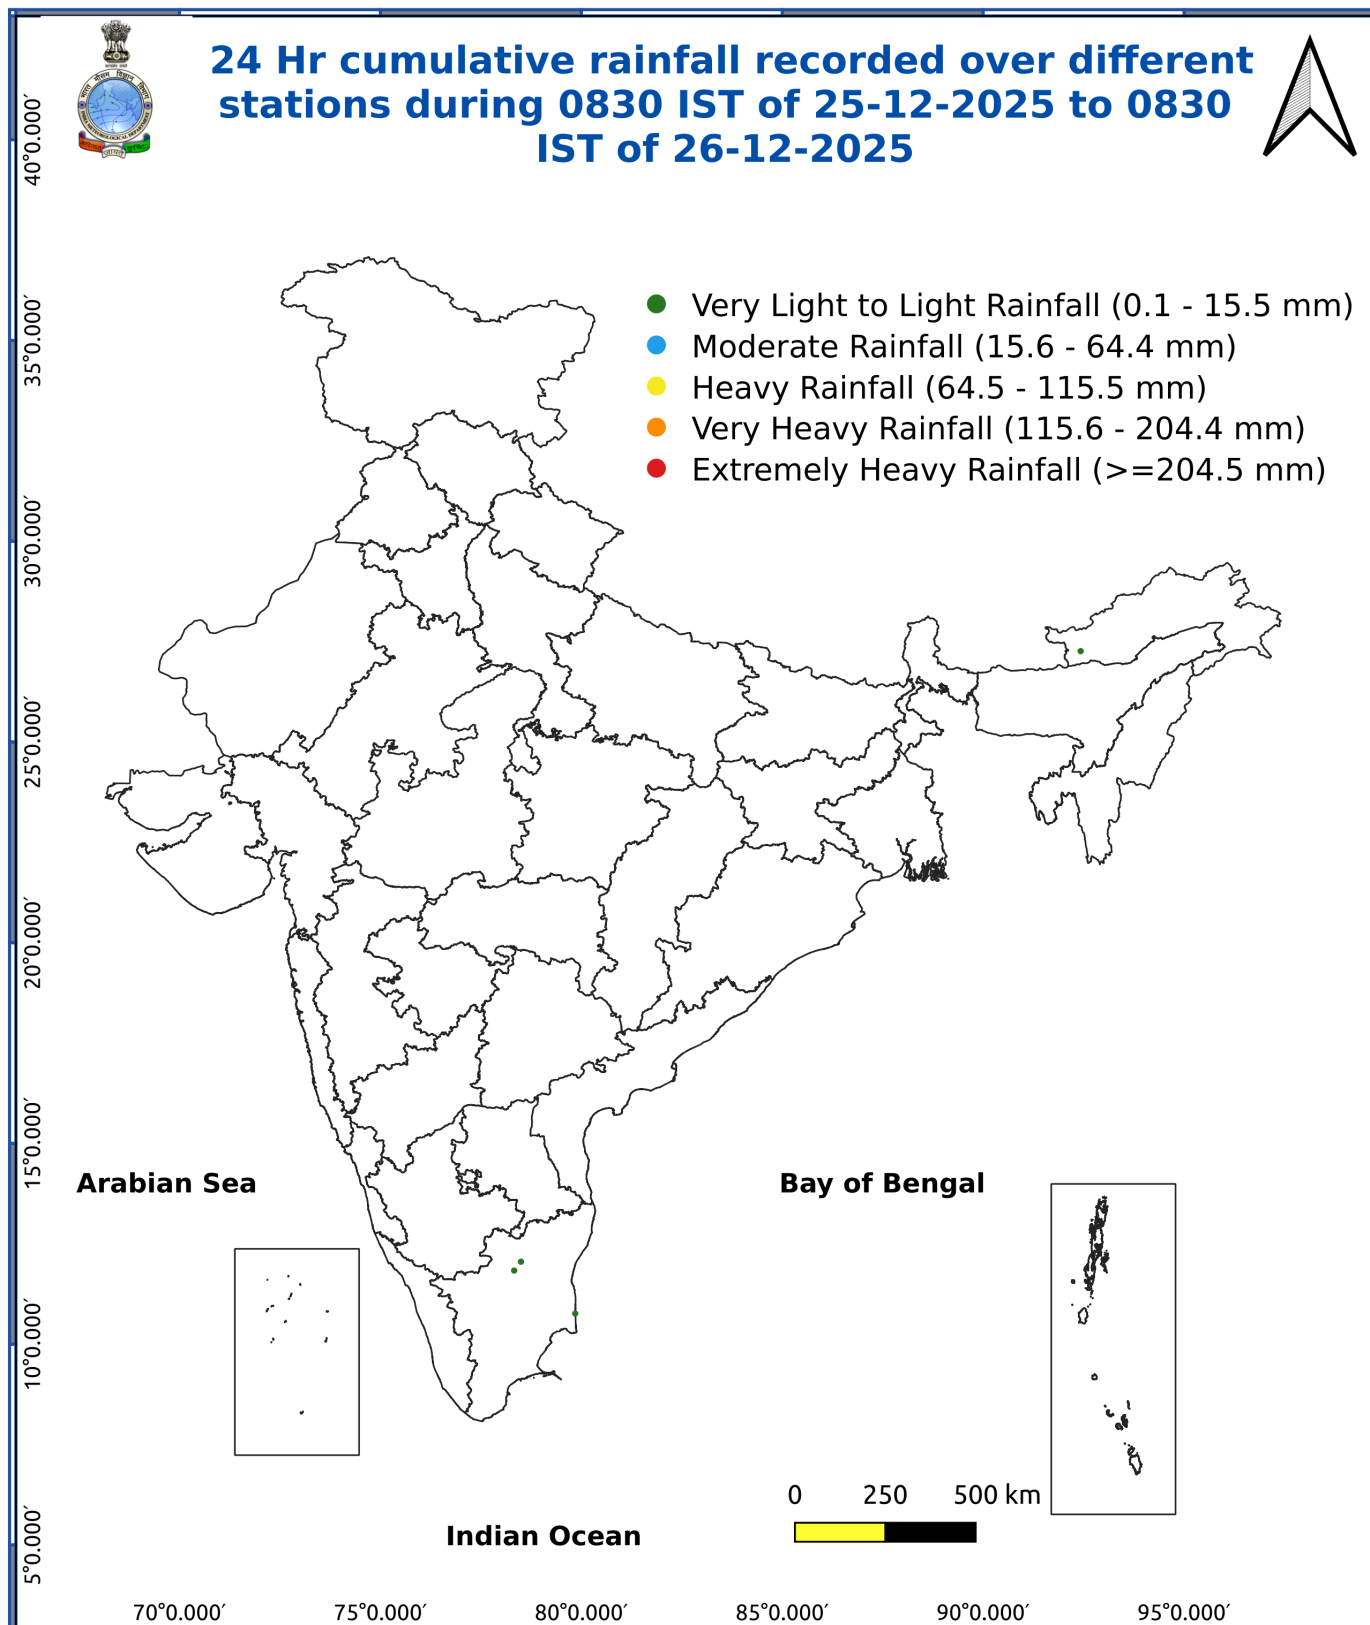 24 Hr cumulative rainfall recorded over different
stations during 0830 IST of 25-12-2025 to 0830
IST of 26-12-2025
भारत मौसम विज्ञान विभाग
INDIA METEOROLOGICAL DEPARTMENT
Very Light to Light Rainfall (0.1 - 15.5 mm)
Moderate Rainfall (15.6 - 64.4 mm)
Heavy Rainfall (64.5 - 115.5 mm)
Very Heavy Rainfall (115.6 - 204.4 mm)
Extremely Heavy Rainfall (>=204.5 mm)
40°0.000′
35°0.000′
30°0.000′
25°0.000′
20°0.000′
15°0.000′
10°0.000′
5°0.000′
Arabian Sea
Bay of Bengal
Indian Ocean
0 250 500 km
70°0.000′ 75°0.000′ 80°0.000′ 85°0.000′ 90°0.000′ 95°0.000′